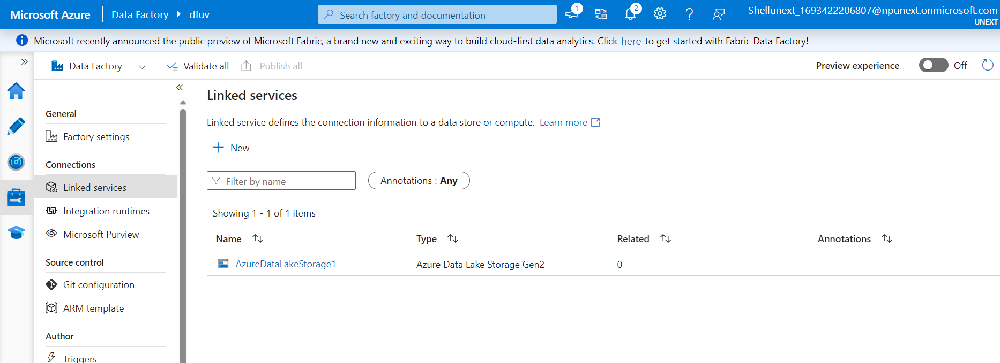 Microsoft Azure
Data Factory
dfuv
Search factory and documentation
1
2
Shellunext_1693422206807@npunext.onmicrosoft.com
UNEXT
Microsoft recently announced the public preview of Microsoft Fabric, a brand new and exciting way to build cloud-first data analytics. Click here to get started with Fabric Data Factory!
Data Factory
Validate all
Publish all
Preview experience
Off
General
Factory settings
Connections
Linked services
Integration runtimes
Microsoft Purview
Source control
Git configuration
ARM template
Author
Triggers
Linked services
Linked service defines the connection information to a data store or compute. Learn more
New
Filter by name
Annotations : Any
Showing 1 - 1 of 1 items
Name Type Related Annotations
AzureDataLakeStorage1 Azure Data Lake Storage Gen2 0